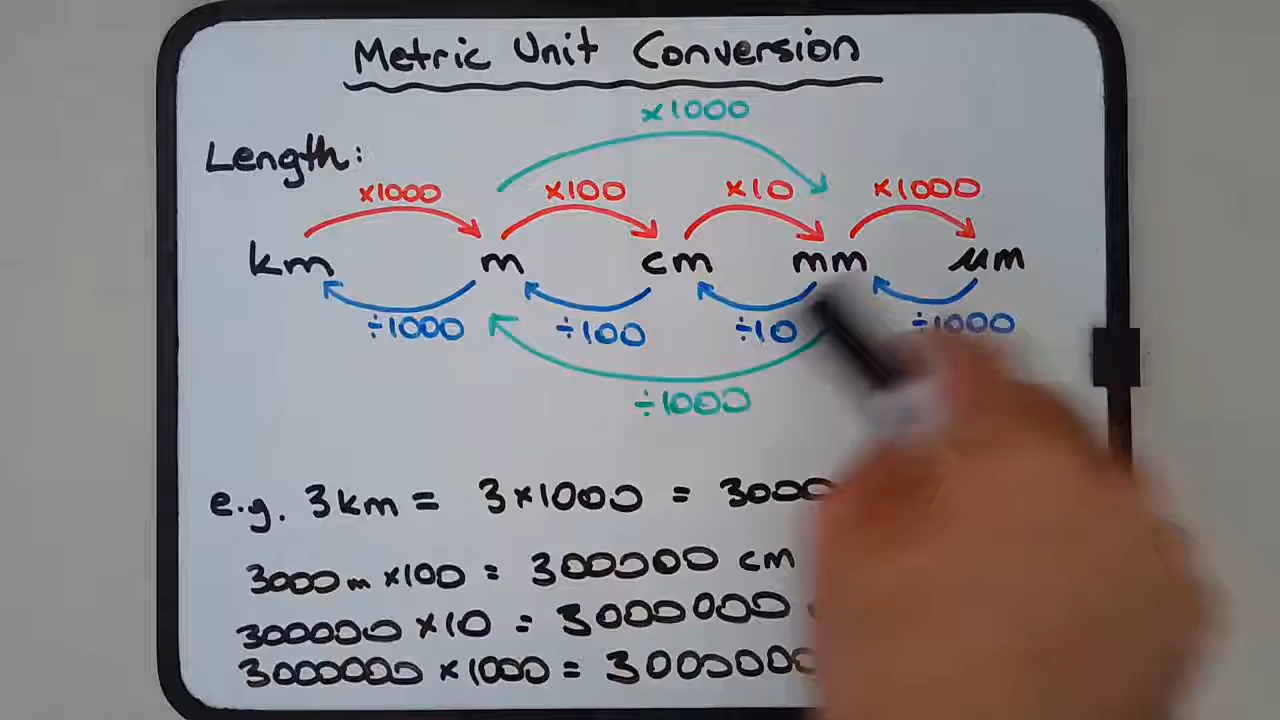 Metric Unit Conversion
×1000
Length:
×1000 ×100 ×10 ×1000
km m cm mm μm
÷1000 ÷100 ÷10 ÷1000
÷1000
e.g. 3km = 3×1000 = 3000
3000m ×100 = 300000 cm
300000 ×10 = 3000000
3000000 ×1000 =